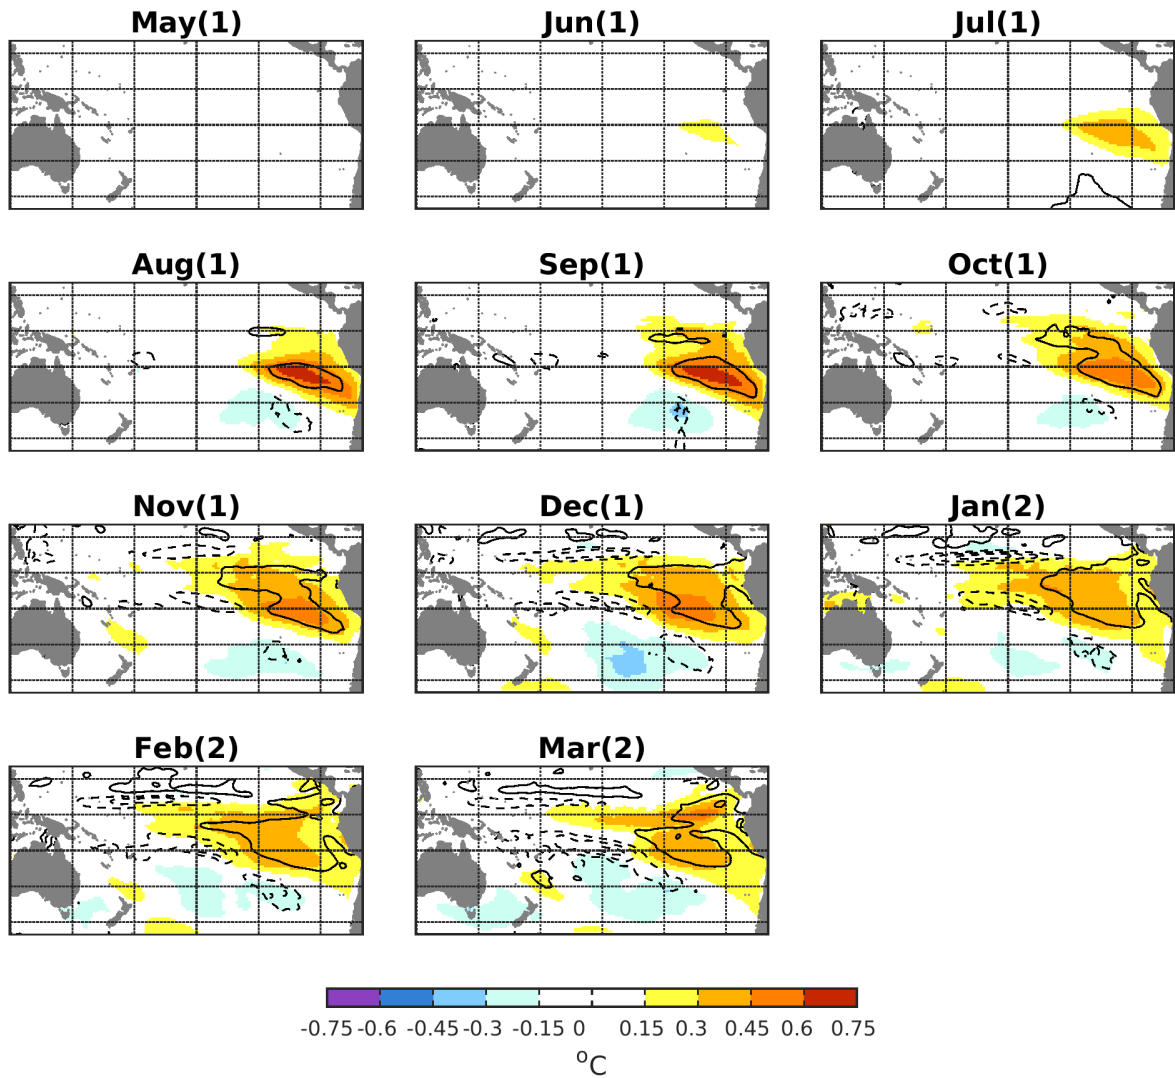 May(1) Jun(1) Jul(1)
Aug(1) Sep(1) Oct(1)
Nov(1) Dec(1) Jan(2)
Feb(2) Mar(2)
-0.75 -0.6 -0.45 -0.3 -0.15 0 0.15 0.3 0.45 0.6 0.75
°C